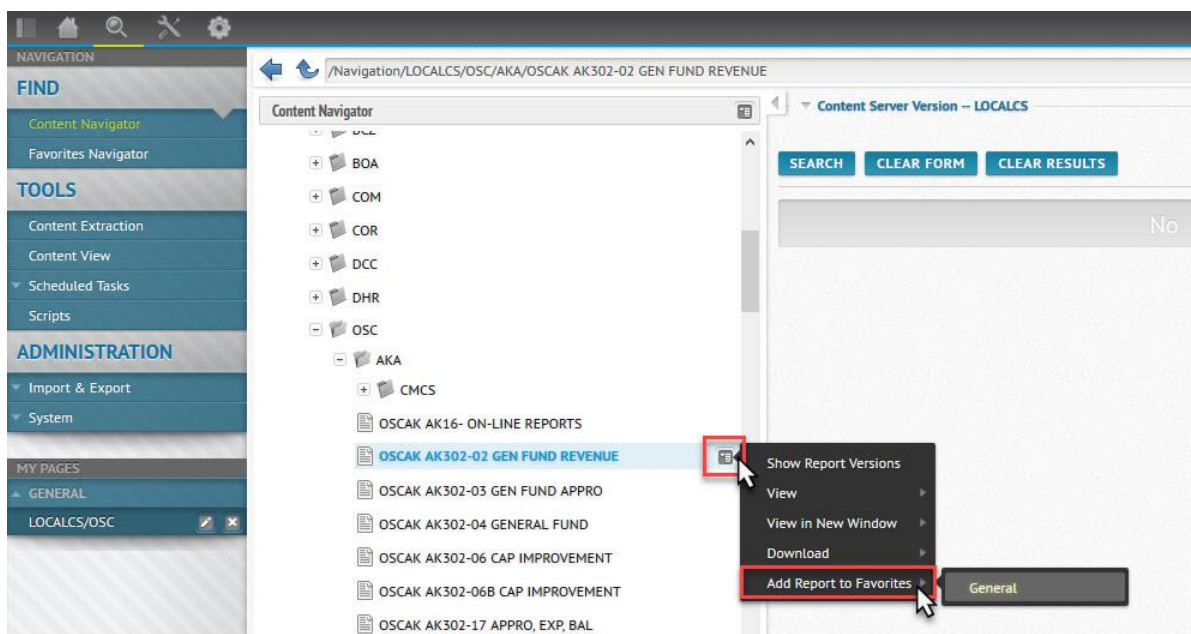 NAVIGATION
FIND
Content Navigator
Favorites Navigator
TOOLS
Content Extraction
Content View
Scheduled Tasks
Scripts
ADMINISTRATION
Import & Export
System
MY PAGES
GENERAL
LOCALCS/OSC
/Navigation/LOCALCS/OSC/AKA/OSCAK AK302-02 GEN FUND REVENUE
Content Navigator
BOA
COM
COR
DCC
DHR
OSC
AKA
CMCS
OSCAK AK16- ON-LINE REPORTS
OSCAK AK302-02 GEN FUND REVENUE
OSCAK AK302-03 GEN FUND APPRO
OSCAK AK302-04 GENERAL FUND
OSCAK AK302-06 CAP IMPROVEMENT
OSCAK AK302-06B CAP IMPROVEMENT
OSCAK AK302-17 APPRO, EXP, BAL
Content Server Version -- LOCALCS
SEARCH CLEAR FORM CLEAR RESULTS
No
Show Report Versions
View
View in New Window
Download
Add Report to Favorites
General